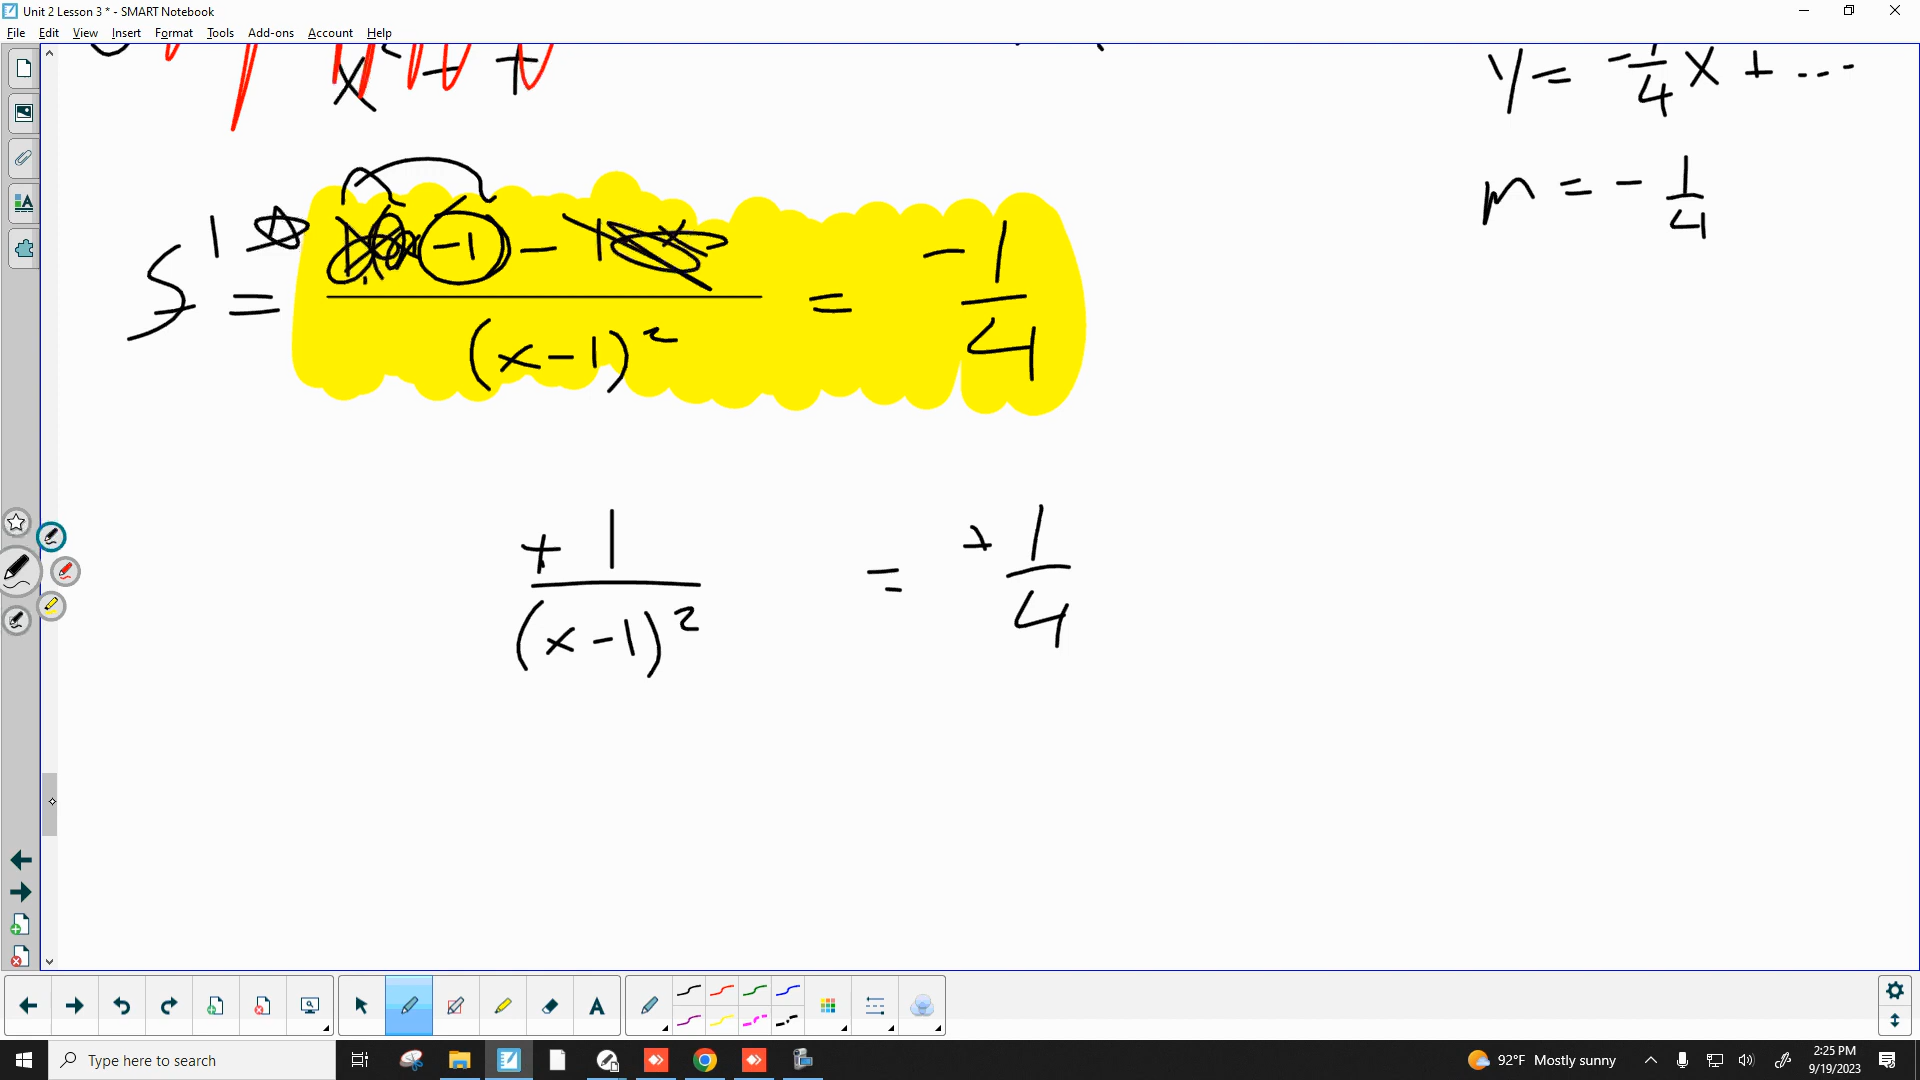 Unit 2 Lesson 3 * - SMART Notebook
File Edit View Insert Format Tools Add-ons Account Help
y = -1/4 x + ...
m = - 1/4
-1 - 1
= - 1/4
(x-1)²
+ 1
= + 1/4
(x-1)²
Type here to search
92°F Mostly sunny
2:25 PM
9/19/2023